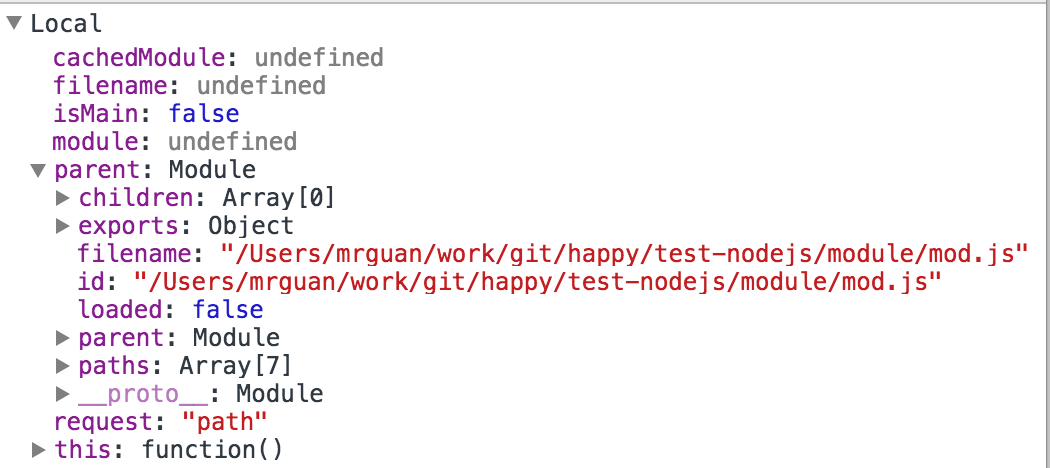 Local
cachedModule: undefined
filename: undefined
isMain: false
module: undefined
parent: Module
children: Array[0]
exports: Object
filename: "/Users/mrguan/work/git/happy/test-nodejs/module/mod.js"
id: "/Users/mrguan/work/git/happy/test-nodejs/module/mod.js"
loaded: false
parent: Module
paths: Array[7]
__proto__: Module
request: "path"
this: function()